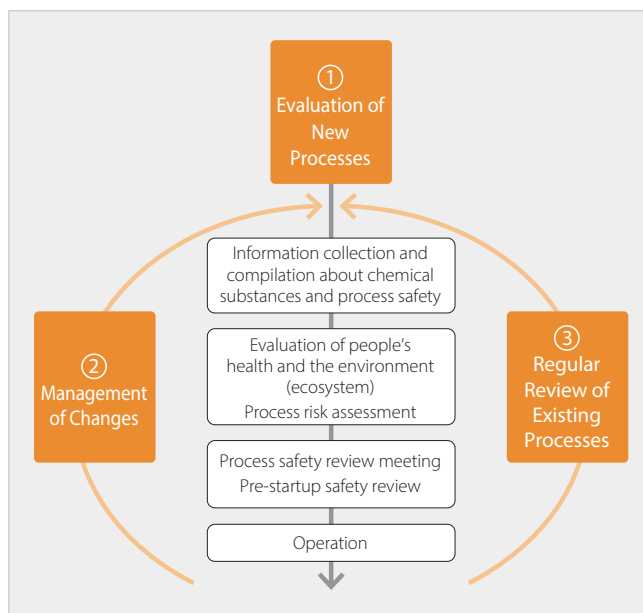 ①
Evaluation of
New
Processes
Information collection and
compilation about chemical
substances and process safety
Evaluation of people’s
health and the environment
(ecosystem)
Process risk assessment
②
Management
of Changes
③
Regular
Review of
Existing
Processes
Process safety review meeting
Pre-startup safety review
Operation